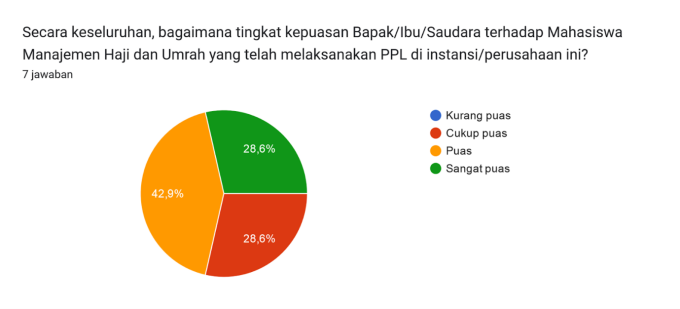 Secara keseluruhan, bagaimana tingkat kepuasan Bapak/Ibu/Saudara terhadap Mahasiswa
Manajemen Haji dan Umrah yang telah melaksanakan PPL di instansi/perusahaan ini?
7 jawaban
Kurang puas
Cukup puas
Puas
Sangat puas
28,6%
42,9%
28,6%